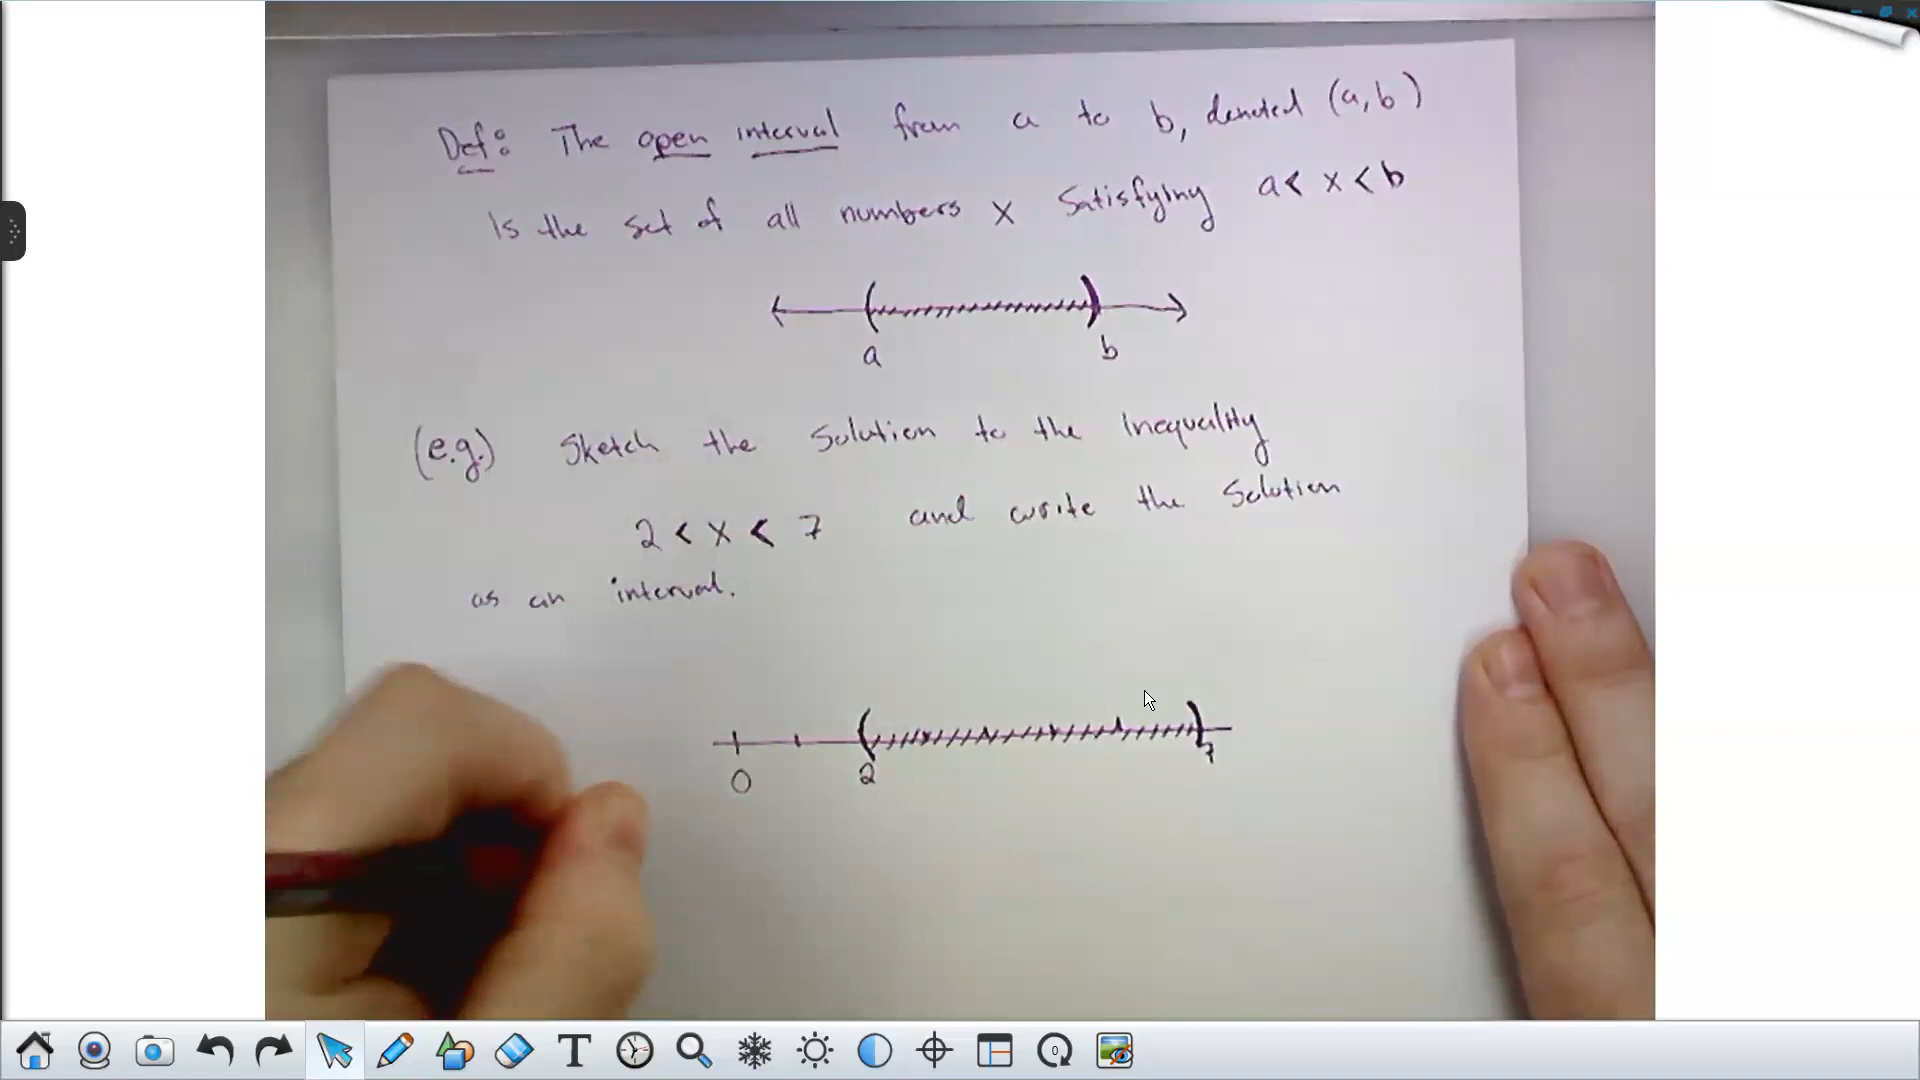 Def: The open interval from a to b, denoted (a,b)
Is the set of all numbers x satisfying a < x < b
a b
(e.g.) Sketch the solution to the inequality
2 < x < 7 and write the solution
as an interval.
0 2 7
T
0